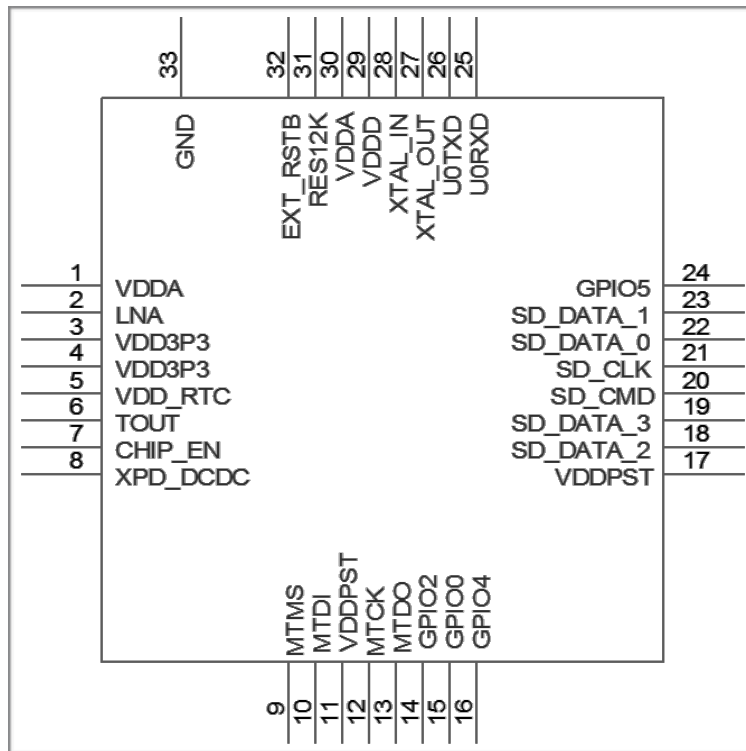 33
32
31
30
29
28
27
26
25
GND
EXT_RSTB
RES12K
VDDA
VDDD
XTAL_IN
XTAL_OUT
U0TXD
U0RXD
1 VDDA
2 LNA
3 VDD3P3
4 VDD3P3
5 VDD_RTC
6 TOUT
7 CHIP_EN
8 XPD_DCDC
GPIO5 24
SD_DATA_1 23
SD_DATA_0 22
SD_CLK 21
SD_CMD 20
SD_DATA_3 19
SD_DATA_2 18
VDDPST 17
MTMS
MTDI
VDDPST
MTCK
MTDO
GPIO2
GPIO0
GPIO4
9
10
11
12
13
14
15
16